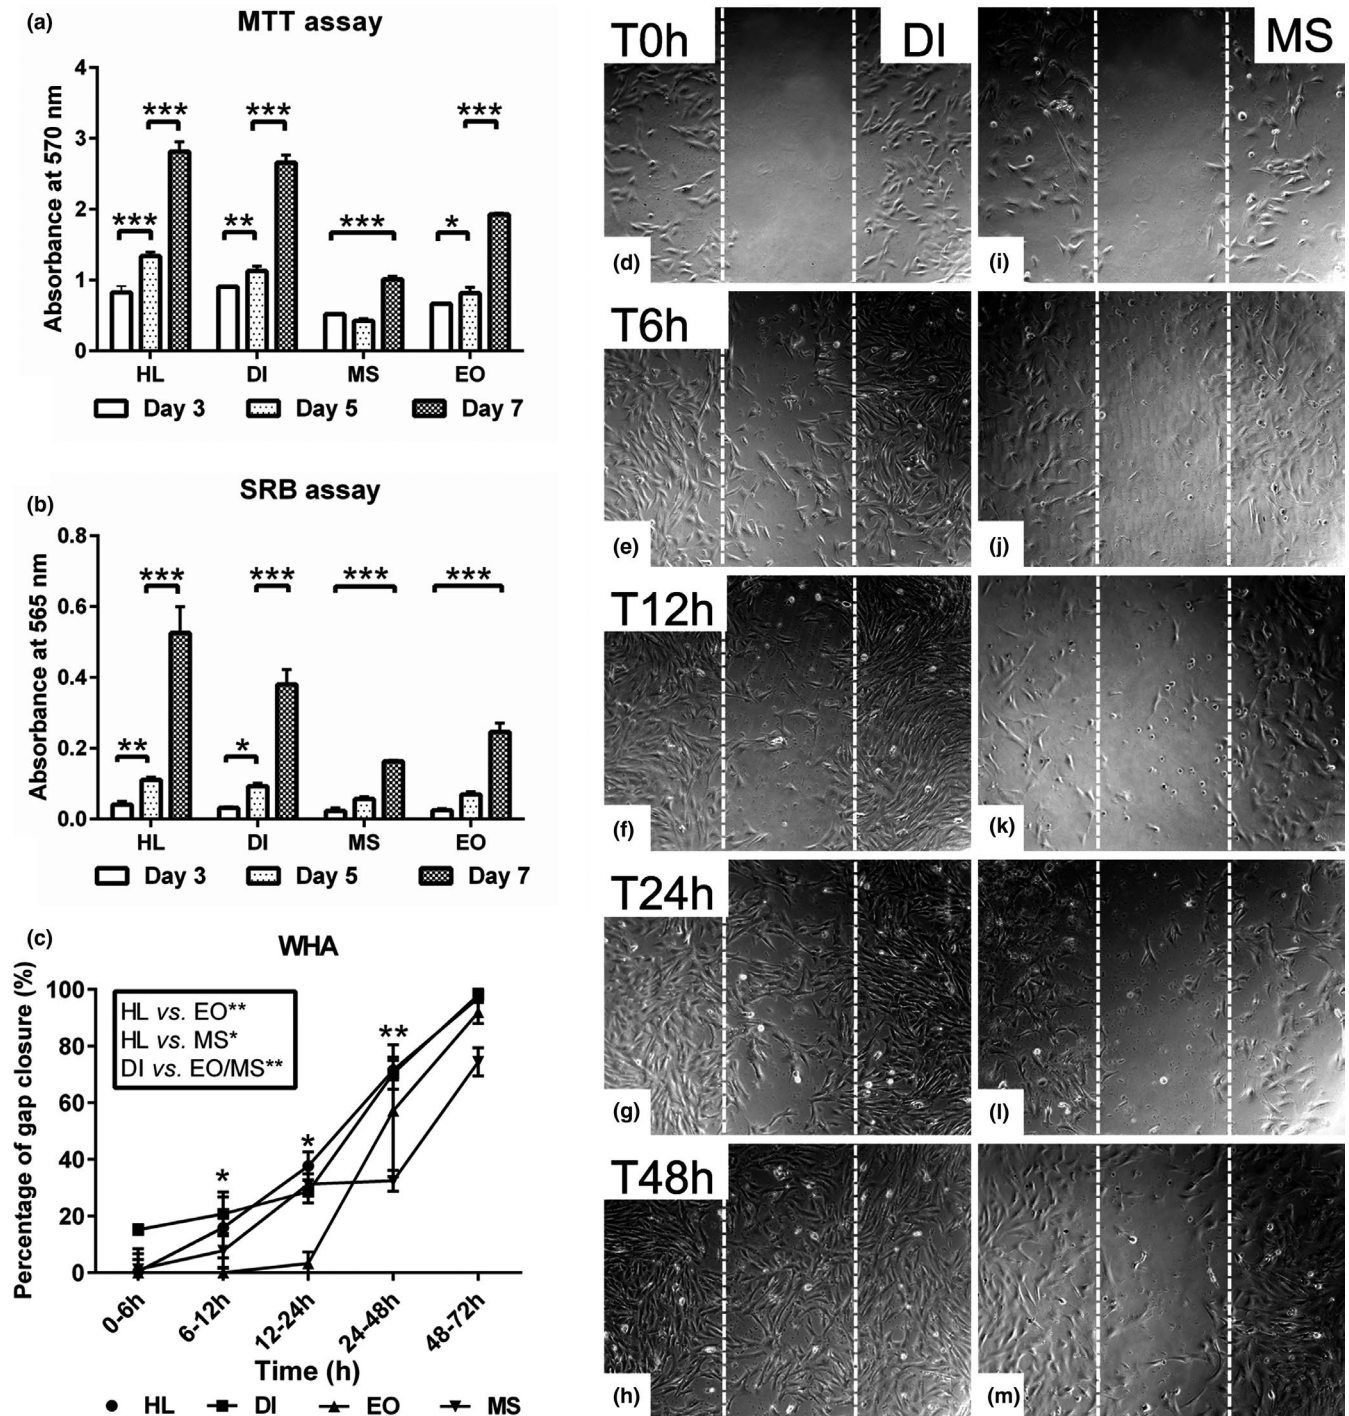 (a)
MTT assay
Absorbance at 570 nm
4
3
2
1
0
***
***
***
**
***
***
*
HL
DI
MS
EO
Day 3
Day 5
Day 7
(b)
SRB assay
Absorbance at 565 nm
0.8
0.6
0.4
0.2
0.0
***
***
***
***
**
*
HL
DI
MS
EO
Day 3
Day 5
Day 7
(c)
WHA
Percentage of gap closure (%)
100
80
60
40
20
0
HL vs. EO**
HL vs. MS*
DI vs. EO/MS**
*
*
**
0-6h
6-12h
12-24h
24-48h
48-72h
Time (h)
HL
DI
EO
MS
T0h
DI
MS
(d)
(i)
T6h
(e)
(j)
T12h
(f)
(k)
T24h
(g)
(l)
T48h
(h)
(m)